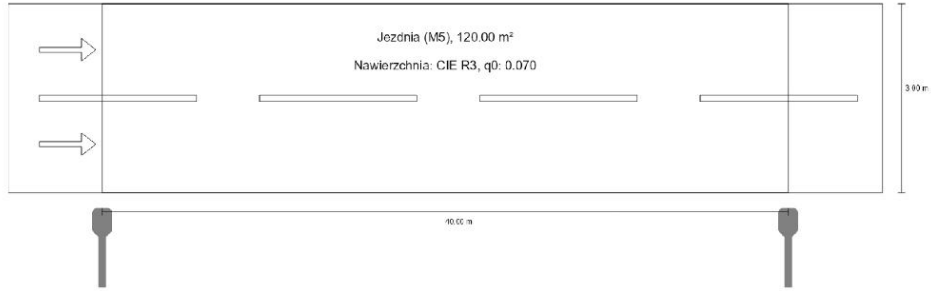 Jezdnia (M5), 120.00 m²
Nawierzchnia: CIE R3, q0: 0.070
3.00 m
40.00 m